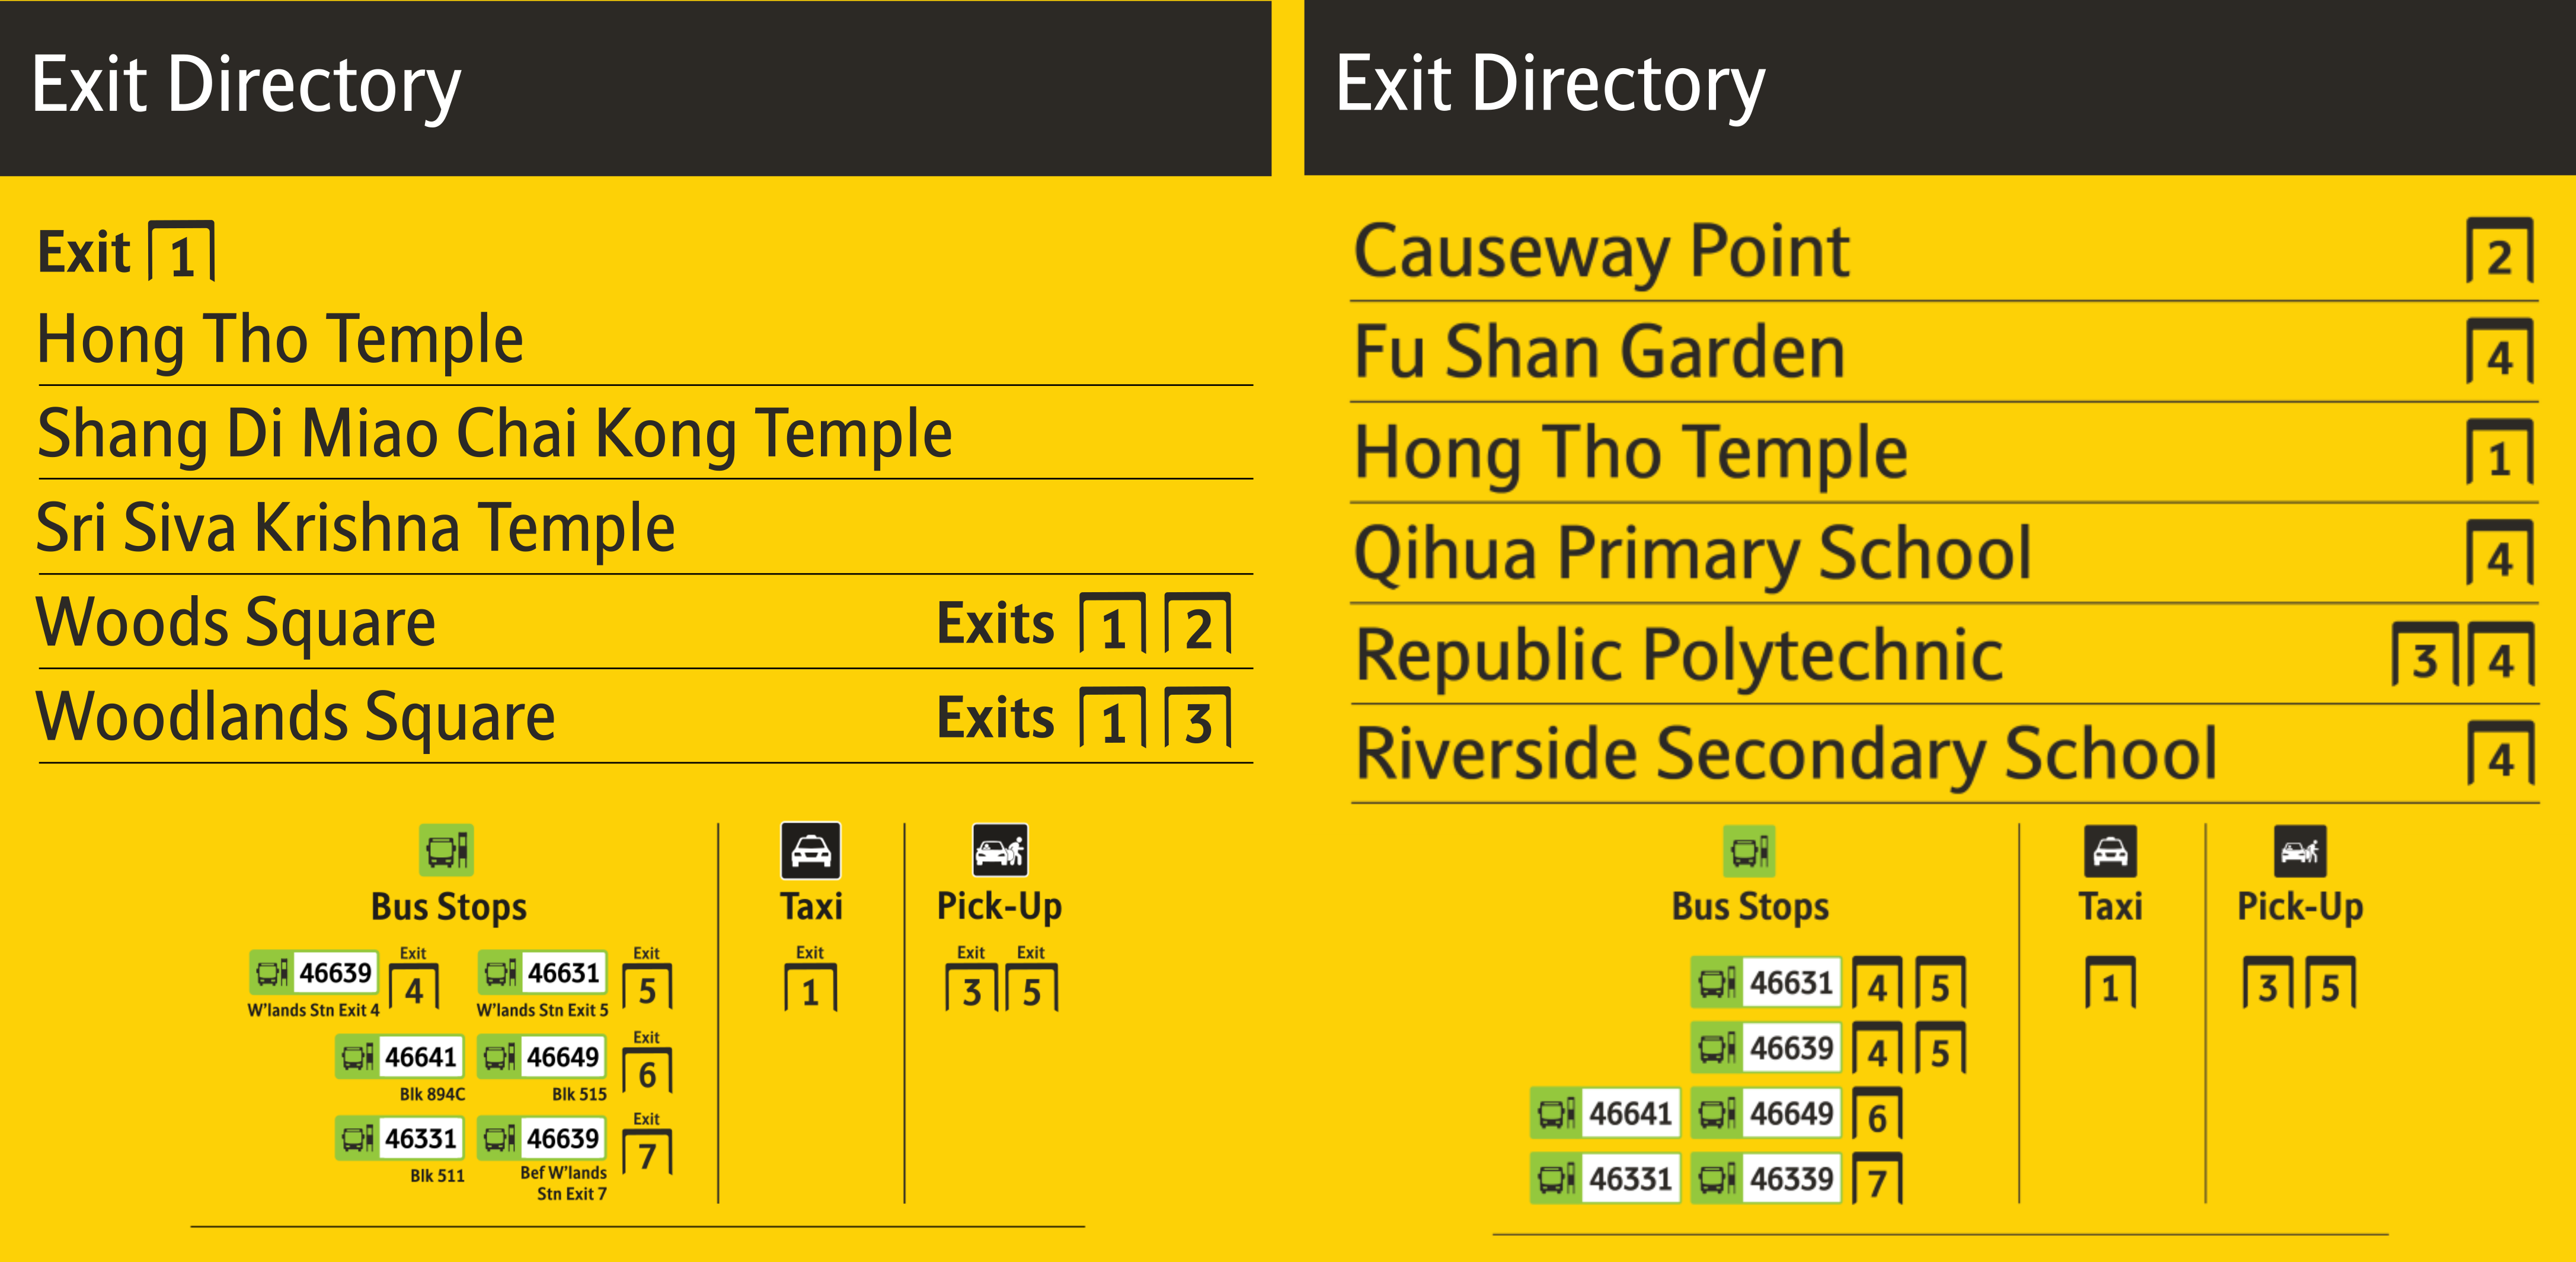 Exit Directory
Exit 1
Hong Tho Temple
Shang Di Miao Chai Kong Temple
Sri Siva Krishna Temple
Woods Square Exits 1 2
Woodlands Square Exits 1 3
Bus Stops
46639 Exit 4 46631 Exit 5
W'lands Stn Exit 4 W'lands Stn Exit 5
46641 46649 Exit 6
Blk 894C Blk 515
46331 46639 Exit 7
Blk 511 Bef W'lands
Stn Exit 7
Taxi
Exit
1
Pick-Up
Exit Exit
3 5
Exit Directory
Causeway Point 2
Fu Shan Garden 4
Hong Tho Temple 1
Qihua Primary School 4
Republic Polytechnic 3 4
Riverside Secondary School 4
Bus Stops
46631 4 5
46639 4 5
46641 46649 6
46331 46339 7
Taxi
1
Pick-Up
3 5